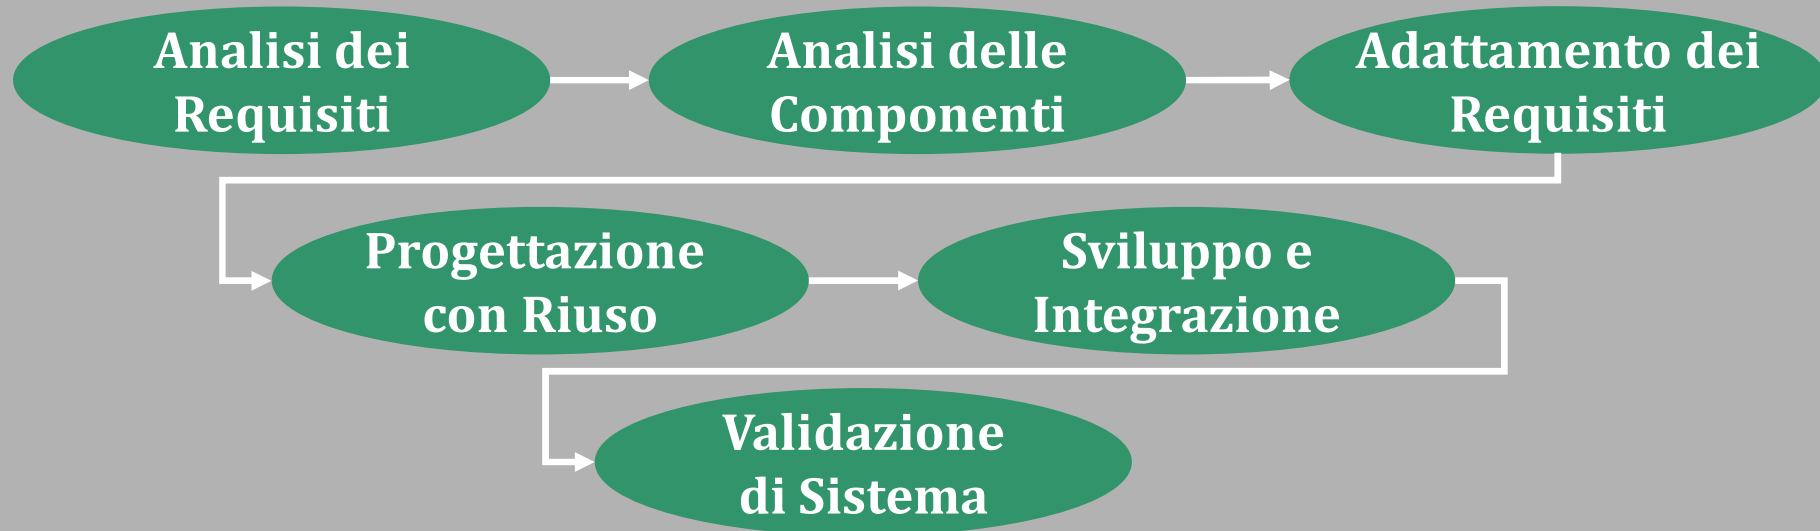 Analisi dei
Requisiti
Analisi delle
Componenti
Adattamento dei
Requisiti
Progettazione
con Riuso
Sviluppo e
Integrazione
Validazione
di Sistema